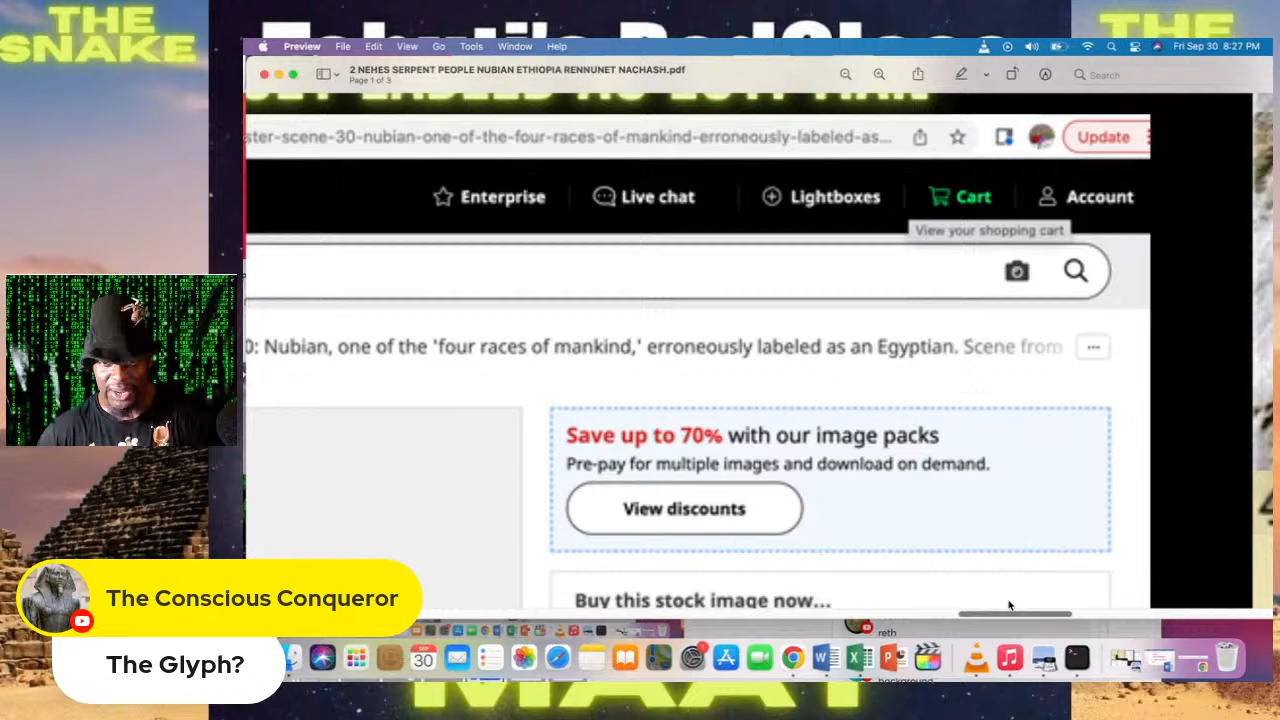 THE
SNAKE
THE
Preview File Edit View Go Tools Window Help
Fri Sep 30 8:27 PM
2 NEHES SERPENT PEOPLE NUBIAN ETHIOPIA RENNUNET NACHASH.pdf
Page 1 of 3
Search
ster-scene-30-nubian-one-of-the-four-races-of-mankind-erroneously-labeled-as...
Update
Enterprise
Live chat
Lightboxes
Cart
Account
View your shopping cart
0: Nubian, one of the 'four races of mankind,' erroneously labeled as an Egyptian. Scene from
...
Save up to 70% with our image packs
Pre-pay for multiple images and download on demand.
View discounts
Buy this stock image now...
The Conscious Conqueror
The Glyph?
reth
SEP
30
MAAT